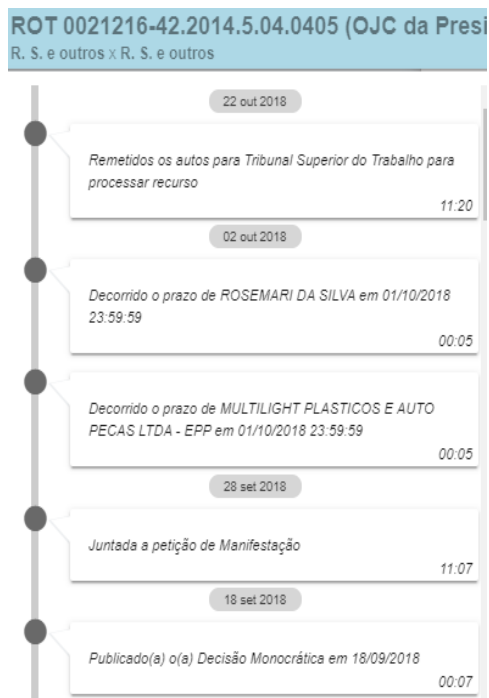 ROT 0021216-42.2014.5.04.0405 (OJC da Presi
R. S. e outros x R. S. e outros
22 out 2018
Remetidos os autos para Tribunal Superior do Trabalho para
processar recurso
11:20
02 out 2018
Decorrido o prazo de ROSEMARI DA SILVA em 01/10/2018
23:59:59
00:05
Decorrido o prazo de MULTILIGHT PLASTICOS E AUTO
PECAS LTDA - EPP em 01/10/2018 23:59:59
00:05
28 set 2018
Juntada a petição de Manifestação
11:07
18 set 2018
Publicado(a) o(a) Decisão Monocrática em 18/09/2018
00:07